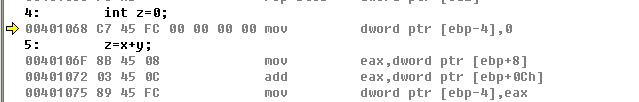 4:        int z=0;
00401068 C7 45 FC 00 00 00 00 mov         dword ptr [ebp-4],0
5:        z=x+y;
0040106F 8B 45 08             mov         eax,dword ptr [ebp+8]
00401072 03 45 0C             add         eax,dword ptr [ebp+0Ch]
00401075 89 45 FC             mov         dword ptr [ebp-4],eax